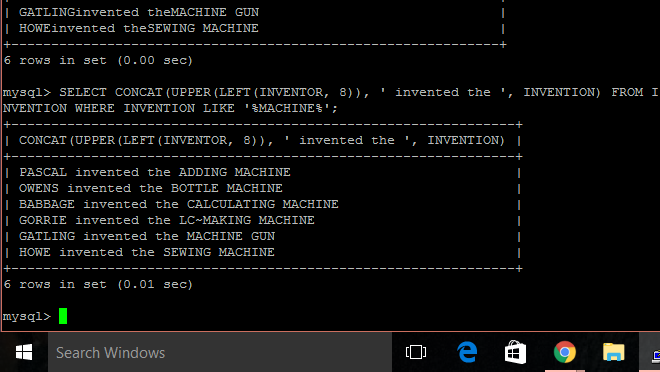 | GATLINGinvented theMACHINE GUN |
| HOWEinvented theSEWING MACHINE |
+--------------------------------------------------------------+
6 rows in set (0.00 sec)
mysql> SELECT CONCAT(UPPER(LEFT(INVENTOR, 8)), ' invented the ', INVENTION) FROM I
NVENTION WHERE INVENTION LIKE '%MACHINE%';
+----------------------------------------------------------------+
| CONCAT(UPPER(LEFT(INVENTOR, 8)), ' invented the ', INVENTION) |
+----------------------------------------------------------------+
| PASCAL invented the ADDING MACHINE |
| OWENS invented the BOTTLE MACHINE |
| BABBAGE invented the CALCULATING MACHINE |
| GORRIE invented the LC~MAKING MACHINE |
| GATLING invented the MACHINE GUN |
| HOWE invented the SEWING MACHINE |
+----------------------------------------------------------------+
6 rows in set (0.01 sec)
mysql>
Search Windows